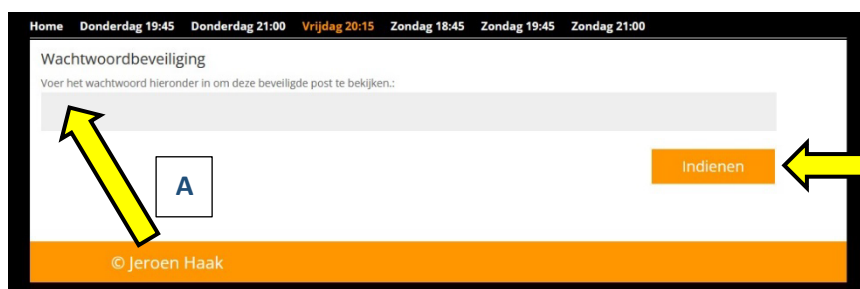 Home Donderdag 19:45 Donderdag 21:00 Vrijdag 20:15 Zondag 18:45 Zondag 19:45 Zondag 21:00
Wachtwoordbeveiliging
Voer het wachtwoord hieronder in om deze beveiligde post te bekijken.:
Indienen
A
© Jeroen Haak